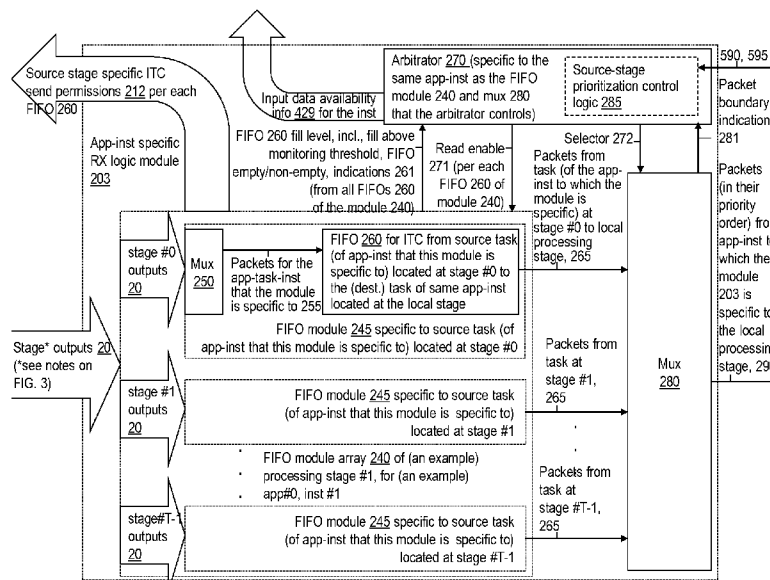 Source stage specific ITC
send permissions 212 per each
FIFO 260
App-inst specific
RX logic module
203
Input data availability
info 429 for the inst
Arbitrator 270 (specific to the
same app-inst as the FIFO
module 240 and mux 280
that the arbitrator controls)
Source-stage
prioritization control
logic 285
590, 595
Packet
boundary
indication
281
FIFO 260 fill level, incl., fill above
monitoring threshold, FIFO
empty/non-empty, indications 261
(from all FIFOs 260
of the module 240)
Read enable
271 (per each
FIFO 260 of
module 240)
Selector 272
Packets from
task (of the app-
inst to which the
module is
specific) at
stage #0 to local
processing
stage, 265
Packets
(in their
priority
order)
app-inst
which the
module
203 is
specific to
the local
processing
stage,
stage #0
outputs
20
Mux
250
Packets for the
app-task-inst
that the module
is specific to 255
FIFO 260 for ITC from source task
(of app-inst that this module is
specific to) located at stage #0 to
the (dest.) task of same app-inst
located at the local stage
FIFO module 245 specific to source task (of
app-inst that this module is specific to) located at stage #0
Stage* outputs 20
(*see notes on
FIG. 3)
stage #1
outputs
20
FIFO module 245 specific to source task
(of app-inst that this module is specific to)
located at stage #1
Packets from
task at
stage #1,
265
Mux
280
FIFO module array 240 of (an example)
processing stage #1, for (an example)
app#0, inst #1
Packets from
task at
stage #T-1,
265
stage#T-1
outputs
20
FIFO module 245 specific to source task
(of app-inst that this module is specific to)
located at stage #T-1